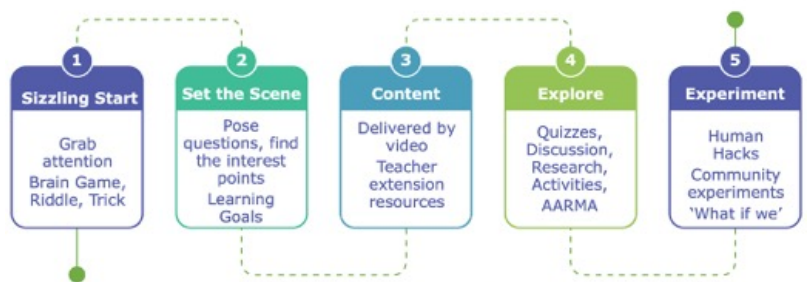 1
Sizzling Start
Grab
attention
Brain Game,
Riddle, Trick
2
Set the Scene
Pose
questions, find
the interest
points
Learning
Goals
3
Content
Delivered by
video
Teacher
extension
resources
4
Explore
Quizzes,
Discussion,
Research,
Activities,
AARMA
5
Experiment
Human
Hacks
Community
experiments
‘What if we’